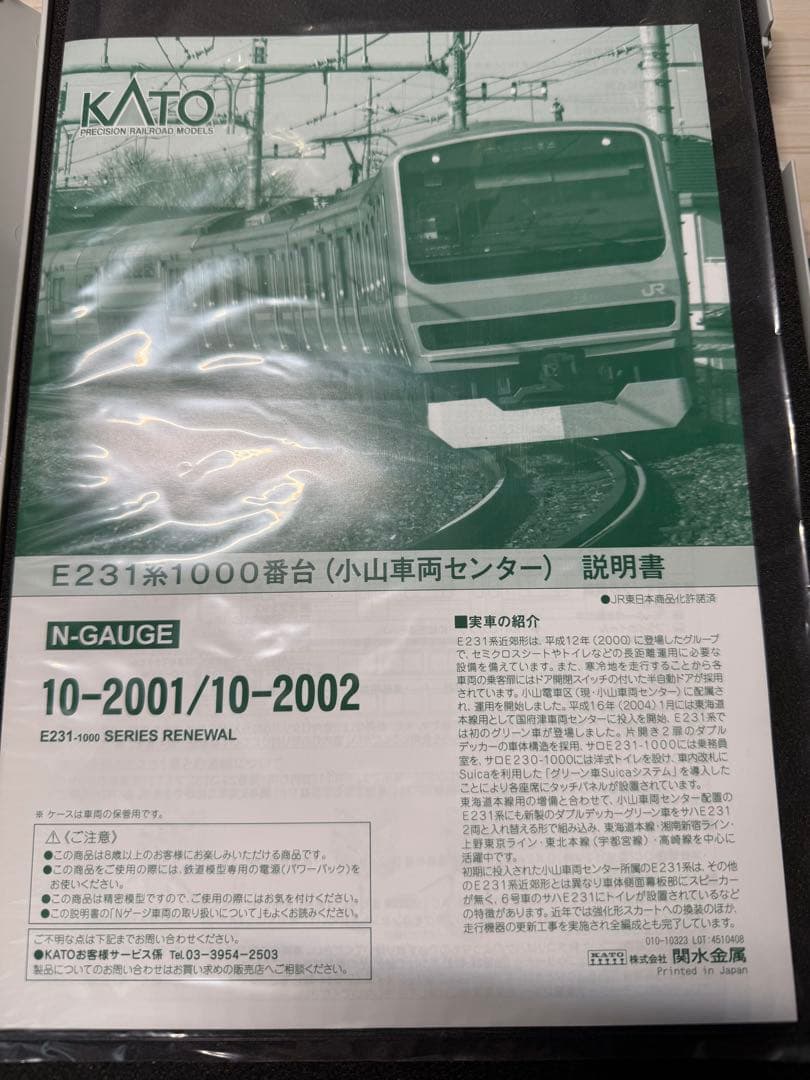 KATO
PRECISION RAILROAD MODELS
JR
E231系1000番台（小山車両センター） 説明書
●JR東日本商品化許諾済
N-GAUGE
10-2001/10-2002
E231-1000 SERIES RENEWAL
※ ケースは車両の保管用です。
⚠《ご注意》
●この商品は8歳以上のお客様にお楽しみいただける商品です。
●この商品をご使用の際には、鉄道模型専用の電源（パワーパック）を
お使いください。
●この商品は精密模型ですので、ご使用の際にはお気を付けください。
●この説明書の「Nゲージ車両の取り扱いについて」もよくお読みください。
ご不明な点は下記までお問い合わせください。
●KATOお客様サービス係 Tel.03-3954-2503
製品についてのお問い合わせはお買い求めの販売店へご相談ください。
■実車の紹介
E231系近郊形は、平成12年（2000）に登場したグループ
で、セミクロスシートやトイレなどの長距離運用に必要な
設備を備えています。また、寒冷地を走行することから各
車両の乗客扉にはドア開閉スイッチの付いた半自動ドアが採用
されています。小山電車区（現・小山車両センター）に配属さ
れ、運用を開始しました。平成16年（2004）1月には東海道
本線用として国府津車両センターに投入を開始、E231系で
は初のグリーン車が登場しました。片開き2扉のダブル
デッカーの車体構造を採用、サロE231-1000には乗務員
室を、サロE230-1000には洋式トイレを設け、車内改札に
Suicaを利用した「グリーン車Suicaシステム」を導入した
ことにより各座席にタッチパネルが設置されています。
東海道本線用の増備と合わせて、小山車両センター配置の
E231系にも新製のダブルデッカーグリーン車をサハE231
2両と入れ替える形で組み込み、東海道本線・湘南新宿ライン・
上野東京ライン・東北本線（宇都宮線）・高崎線を中心に
活躍中です。
初期に投入された小山車両センター所属のE231系は、その他
のE231系近郊形とは異なり車体側面幕板部にスピーカー
が無く、6号車のサハE231にトイレが設置されているなど
の特徴があります。近年では強化形スカートへの換装のほか、
走行機器の更新工事を実施され全編成とも完了しています。
010-10323 LOT:4510408
KATO 株式会社 関水金属
Printed in Japan